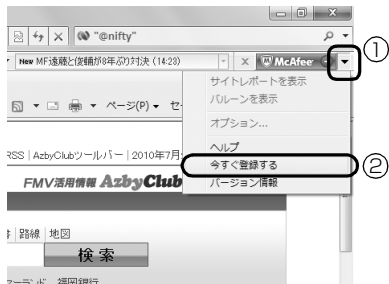 "@nifty"
①
New MF遠藤と俊輔が8年ぶり対決 (14:23)
McAfee
サイトレポートを表示
バルーンを表示
ページ(P)
セ
オプション...
ヘルプ
今すぐ登録する
②
RSS | AzbyClubツールバー | 2010年7月
バージョン情報
FMV活用情報 AzbyClub
路線 地図
検索
ーランド 福岡銀行